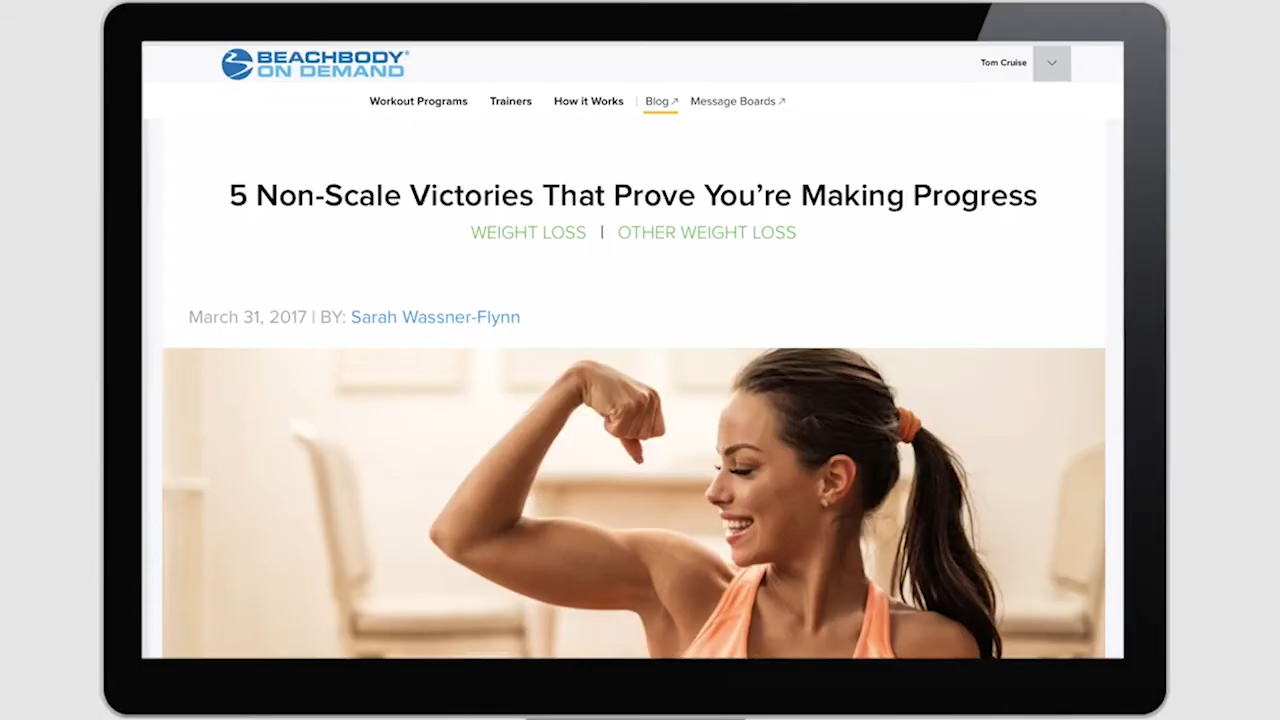 BEACHBODY®
ON DEMAND
Tom Cruise
Workout Programs Trainers How it Works | Blog Message Boards
5 Non-Scale Victories That Prove You’re Making Progress
WEIGHT LOSS | OTHER WEIGHT LOSS
March 31, 2017 | BY: Sarah Wassner-Flynn